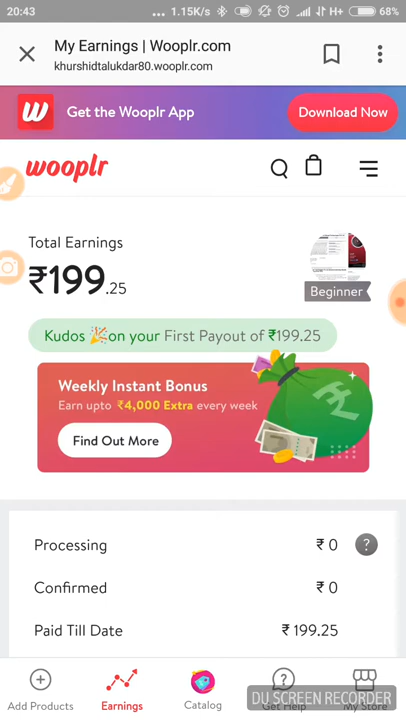 20:43 ... 1.15K/s H+ 68%
My Earnings | Wooplr.com
khurshidtalukdar80.wooplr.com
W Get the Wooplr App Download Now
wooplr
Total Earnings
₹199.25
Beginner
Kudos 🎉on your First Payout of ₹199.25
Weekly Instant Bonus
Earn upto ₹4,000 Extra every week
Find Out More
₹
Processing ₹ 0 ?
Confirmed ₹ 0
Paid Till Date ₹ 199.25
Add Products Earnings Catalog Get Help My Store
DU SCREEN RECORDER